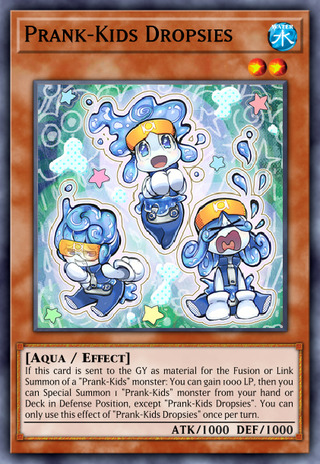 Prank-Kids Dropsies
WATER
水
[Aqua / Effect]
If this card is sent to the GY as material for the Fusion or Link
Summon of a "Prank-Kids" monster: You can gain 1000 LP, then you
can Special Summon 1 "Prank-Kids" monster from your hand or
Deck in Defense Position, except "Prank-Kids Dropsies". You can
only use this effect of "Prank-Kids Dropsies" once per turn.
ATK/1000 DEF/1000